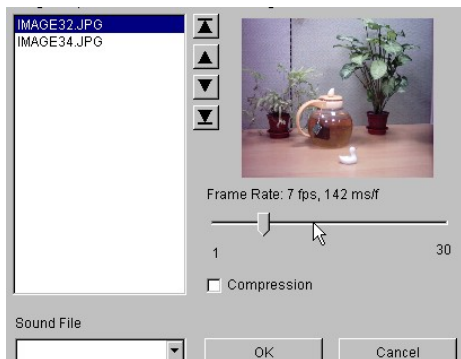 IMAGE32.JPG
IMAGE34.JPG
Frame Rate: 7 fps, 142 ms/f
1
30
Compression
Sound File
OK
Cancel